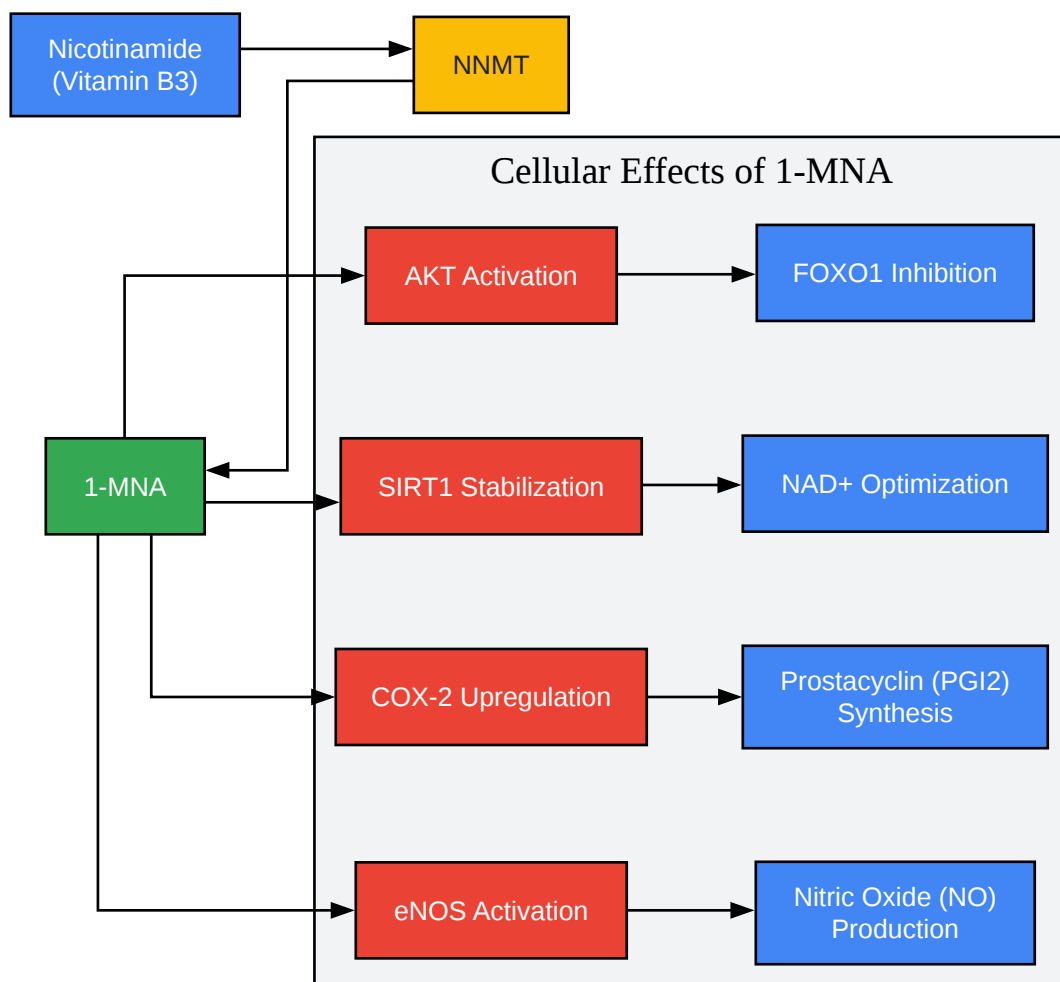 Nicotinamide
(Vitamin B3)
NNMT
Cellular Effects of 1-MNA
AKT Activation
FOXO1 Inhibition
1-MNA
SIRT1 Stabilization
NAD+ Optimization
COX-2 Upregulation
Prostacyclin (PGI2)
Synthesis
eNOS Activation
Nitric Oxide (NO)
Production